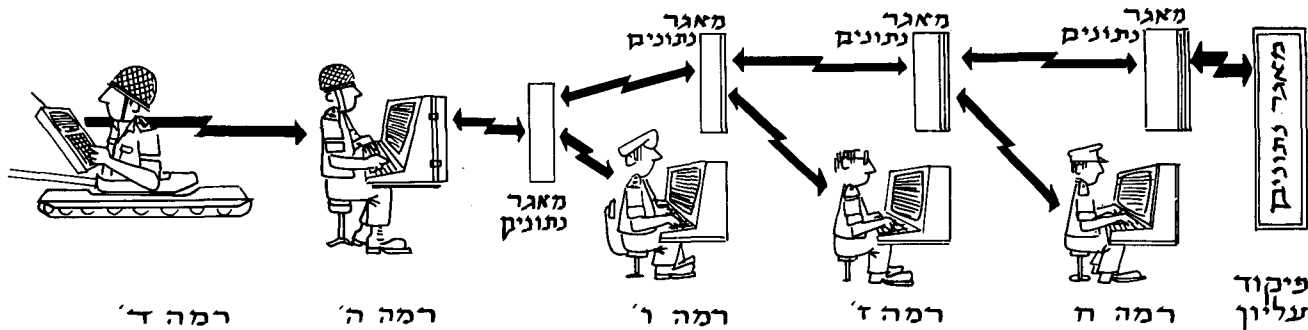 מאגר
נתונים
מאגר
נתונים
מאגר
נתונים
מאגר נתונים
מאגר
נתונים
פיקוד
עליון
רמה ח
רמה ז'
רמה ו'
רמה ה'
רמה ד'